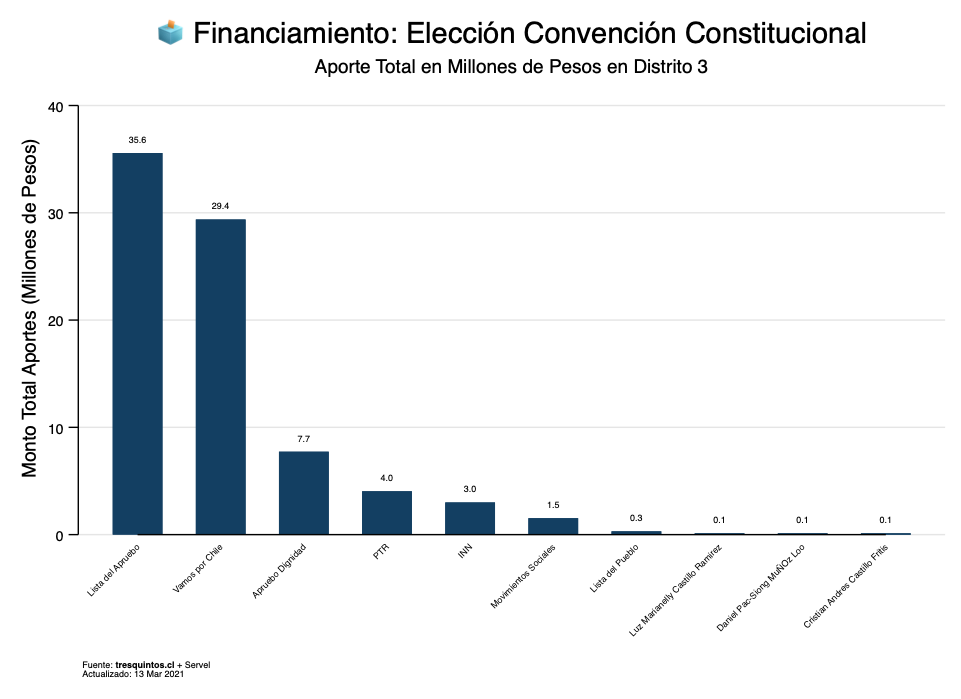 Financiamiento: Elección Convención Constitucional
Aporte Total en Millones de Pesos en Distrito 3
Monto Total Aportes (Millones de Pesos)
40
30
20
10
0
35.6
29.4
7.7
4.0
3.0
1.5
0.3
0.1
0.1
0.1
Lista del Apruebo
Vamos por Chile
Apruebo Dignidad
PTR
INN
Movimientos Sociales
Lista del Pueblo
Luz Marianelly Castillo Ramirez
Daniel Pac-Siong MuÑOz Loo
Cristian Andres Castillo Fritis
Fuente: tresquintos.cl + Servel
Actualizado: 13 Mar 2021